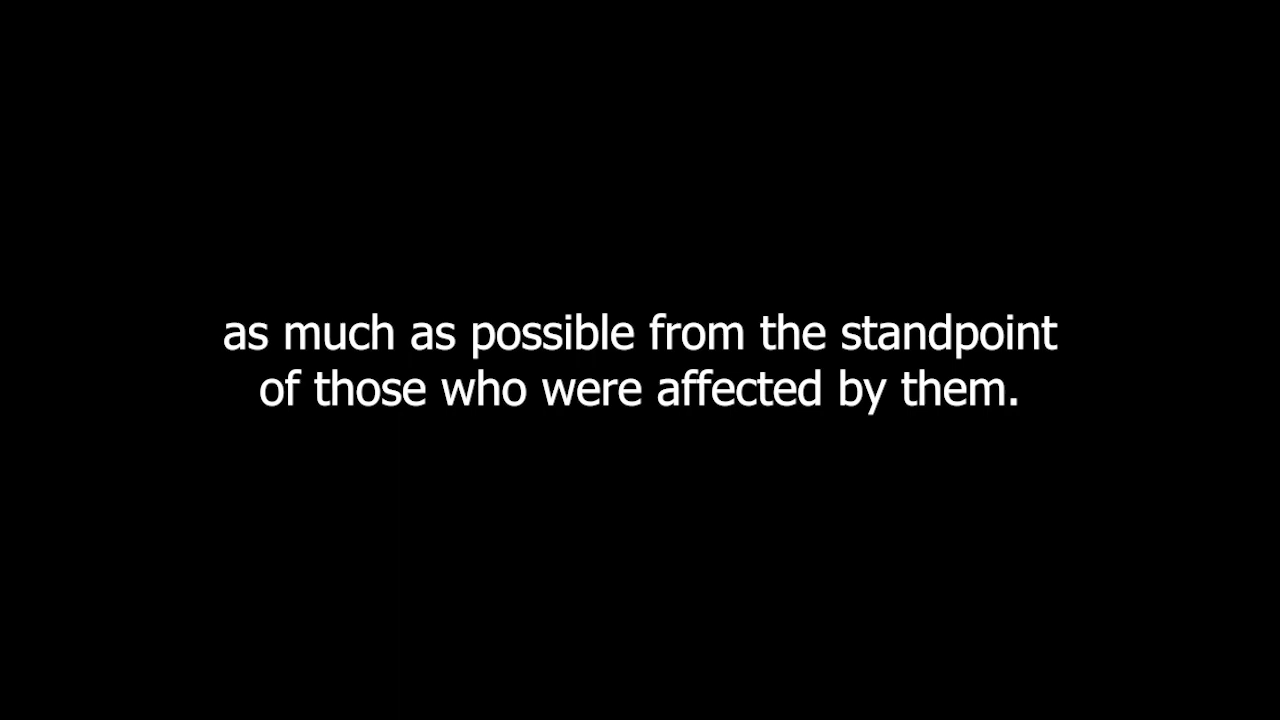 as much as possible from the standpoint
of those who were affected by them.